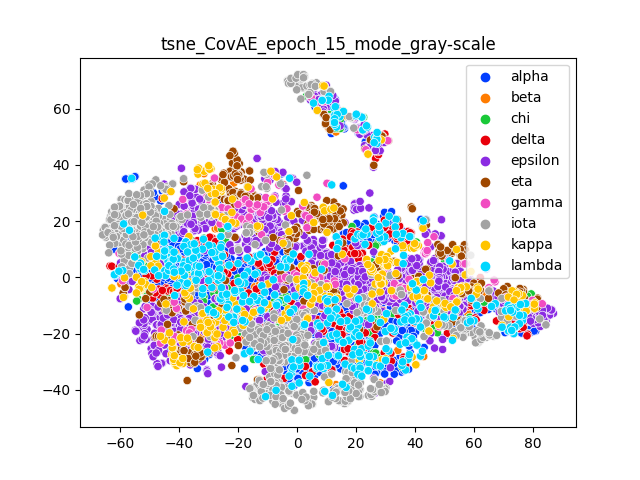 tsne_CovAE_epoch_15_mode_gray-scale
60
40
20
0
−20
−40
−60
−40
−20
0
20
40
60
80
alpha
beta
chi
delta
epsilon
eta
gamma
iota
kappa
lambda